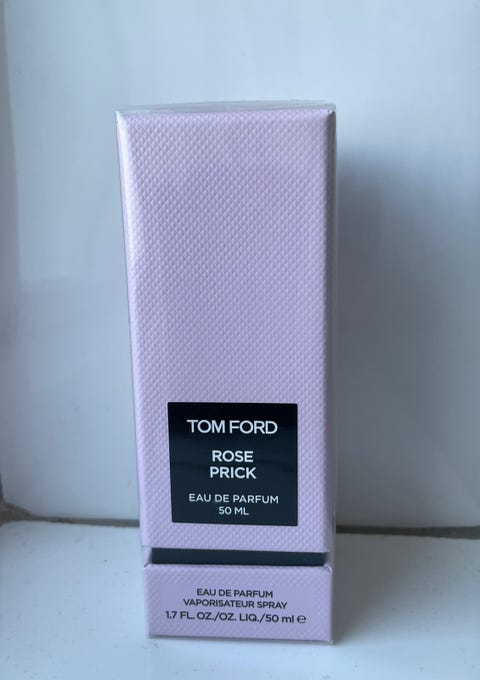 TOM FORD
ROSE
PRICK
EAU DE PARFUM
50 ML
EAU DE PARFUM
VAPORISATEUR SPRAY
1.7 FL. OZ./OZ. LIQ./50 ml ℮